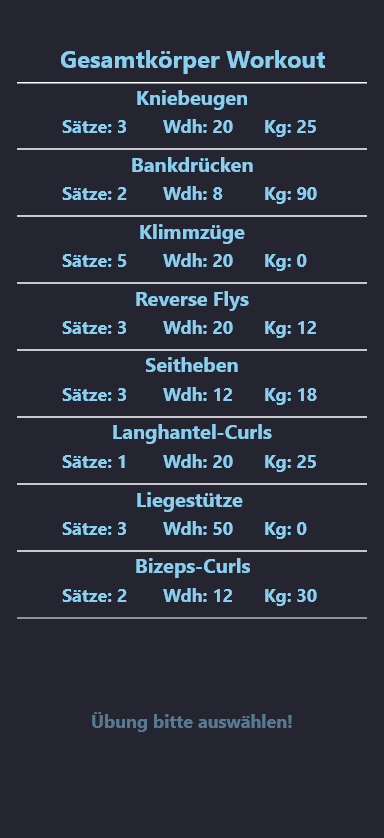 Gesamtkörper Workout
Kniebeugen
Sätze: 3 Wdh: 20 Kg: 25
Bankdrücken
Sätze: 2 Wdh: 8 Kg: 90
Klimmzüge
Sätze: 5 Wdh: 20 Kg: 0
Reverse Flys
Sätze: 3 Wdh: 20 Kg: 12
Seitheben
Sätze: 3 Wdh: 12 Kg: 18
Langhantel-Curls
Sätze: 1 Wdh: 20 Kg: 25
Liegestütze
Sätze: 3 Wdh: 50 Kg: 0
Bizeps-Curls
Sätze: 2 Wdh: 12 Kg: 30
Übung bitte auswählen!